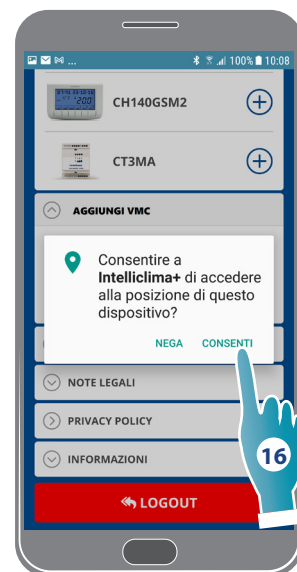 ... 100% 10:08
CH140GSM2
CT3MA
AGGIUNGI VMC
Consentire a
Intelliclima+ di accedere
alla posizione di questo
dispositivo?
NEGA CONSENTI
NOTE LEGALI
PRIVACY POLICY
INFORMAZIONI
16
LOGOUT